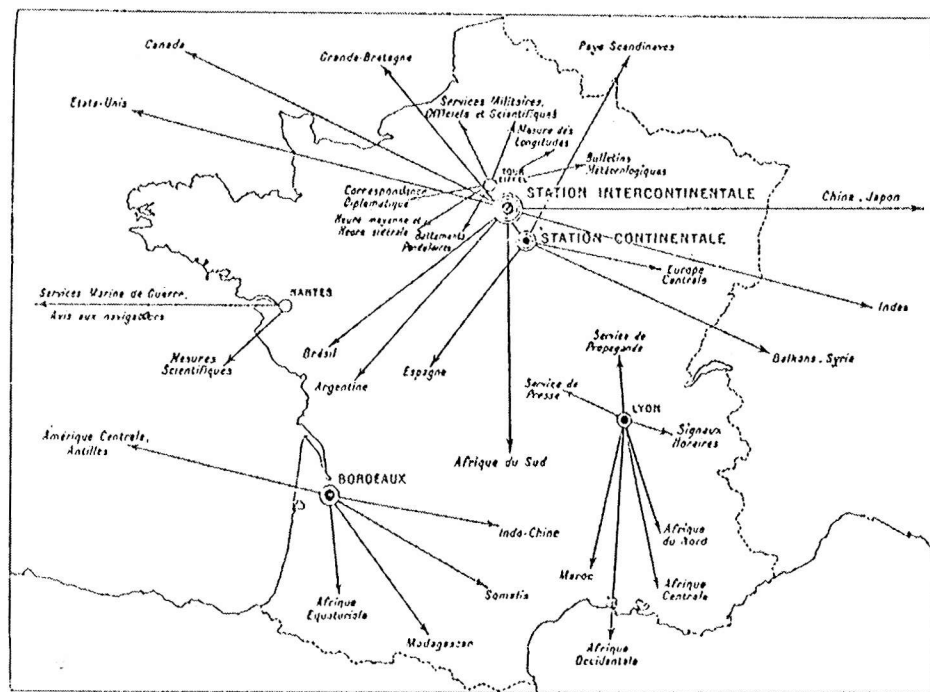 Canada
Grande-Bretagne
Pays Scandinaves
Etats-Unis
Services Militaires,
Officiels et Scientifiques
Mesure des
Longitudes
Bulletins
Météorologiques
TOUR
EIFFEL
Correspondance
Diplomatique
STATION INTERCONTINENTALE
Chine - Japon
Heure moyenne et
Heure sidérale
Battements
Pendulaires
STATION CONTINENTALE
Europe
Centrale
Services Marine de Guerre,
Avis aux navigateurs
NANTES
Indes
Mesures
Scientifiques
Brésil
Argentine
Espagne
Service de
Propagande
Balkans - Syrie
Service de
Presse
LYON
Signaux
Horaires
Amérique Centrale,
Antilles
Afrique du Sud
BORDEAUX
Indo-Chine
Afrique
du Nord
Maroc
Afrique
Centrale
Afrique
Equatoriale
Somalis
Madagascar
Afrique
Occidentale